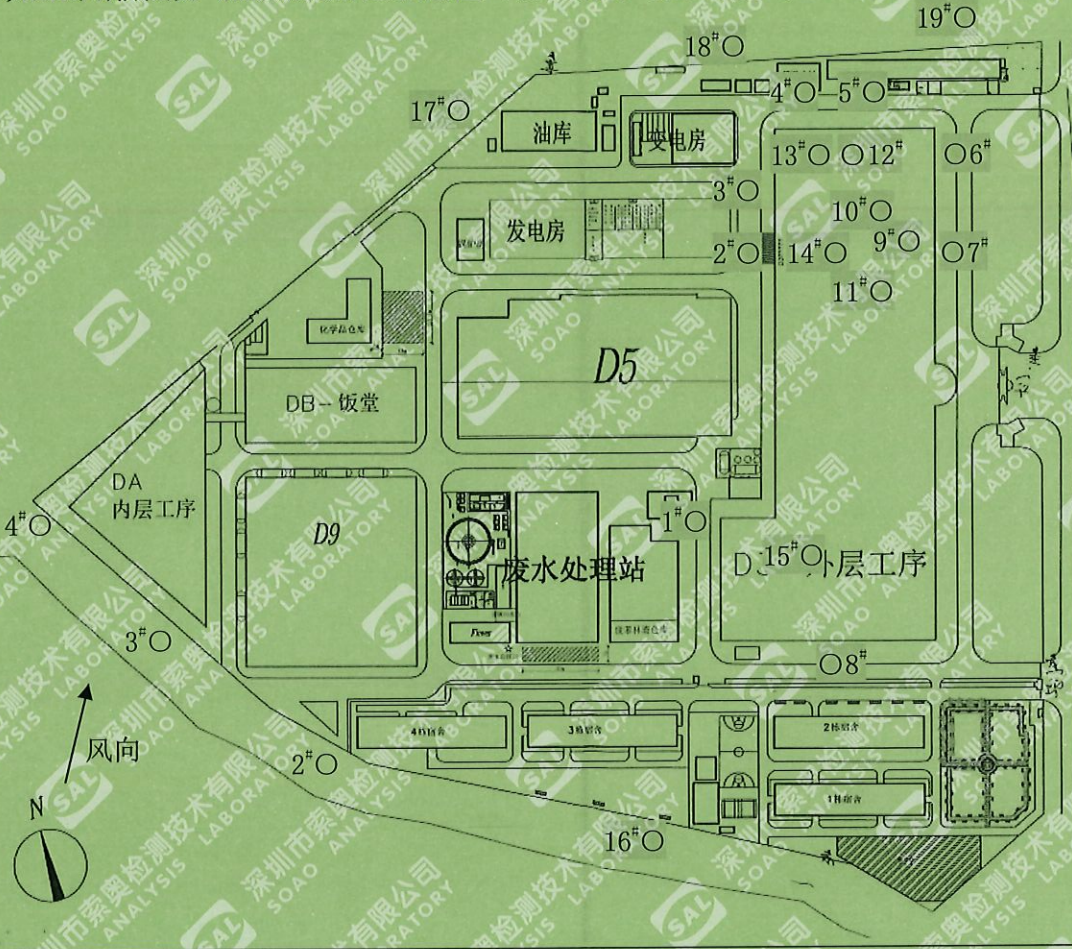 19#○
18#○
17#○
4#○ 5#○
油库
变电房
13#○ ○12#
○6#
3#○
10#○
发电房
2#○
14#○
9#○
○7#
11#○
化学品仓库
D5
DB-饭堂
DA
内层工序
D9
4#○
1#○
废水处理站
15#○
外层工序
Flower
3#○
○8#
风向
2#○
4栋宿舍
3栋宿舍
2栋宿舍
1栋宿舍
N
16#○
深圳市索奥检测技术有限公司
SOAO ANALYSIS LABORATORY
SAL